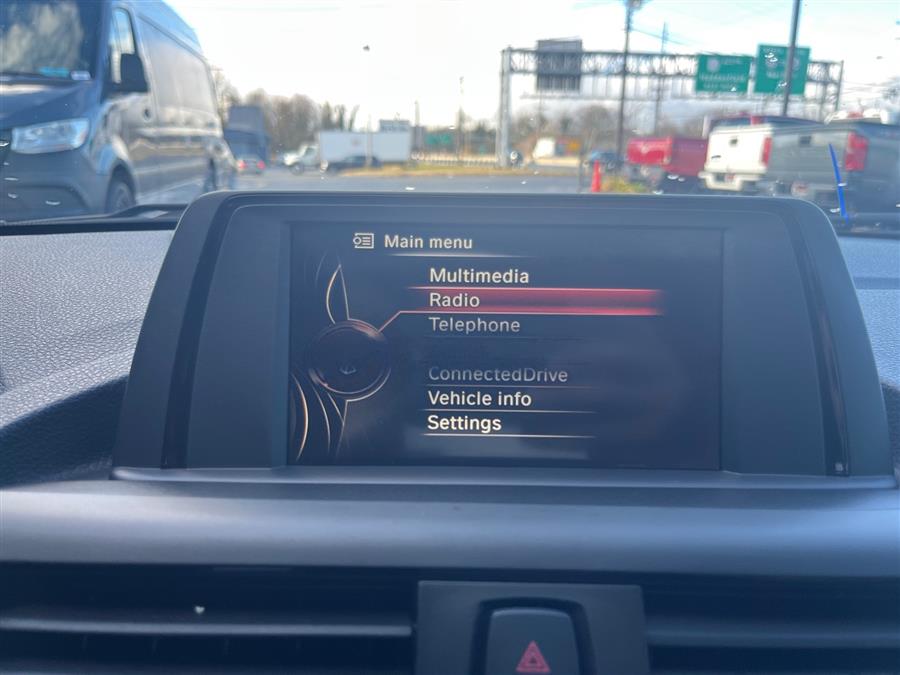 Main menu
Multimedia
Radio
Telephone
ConnectedDrive
Vehicle info
Settings